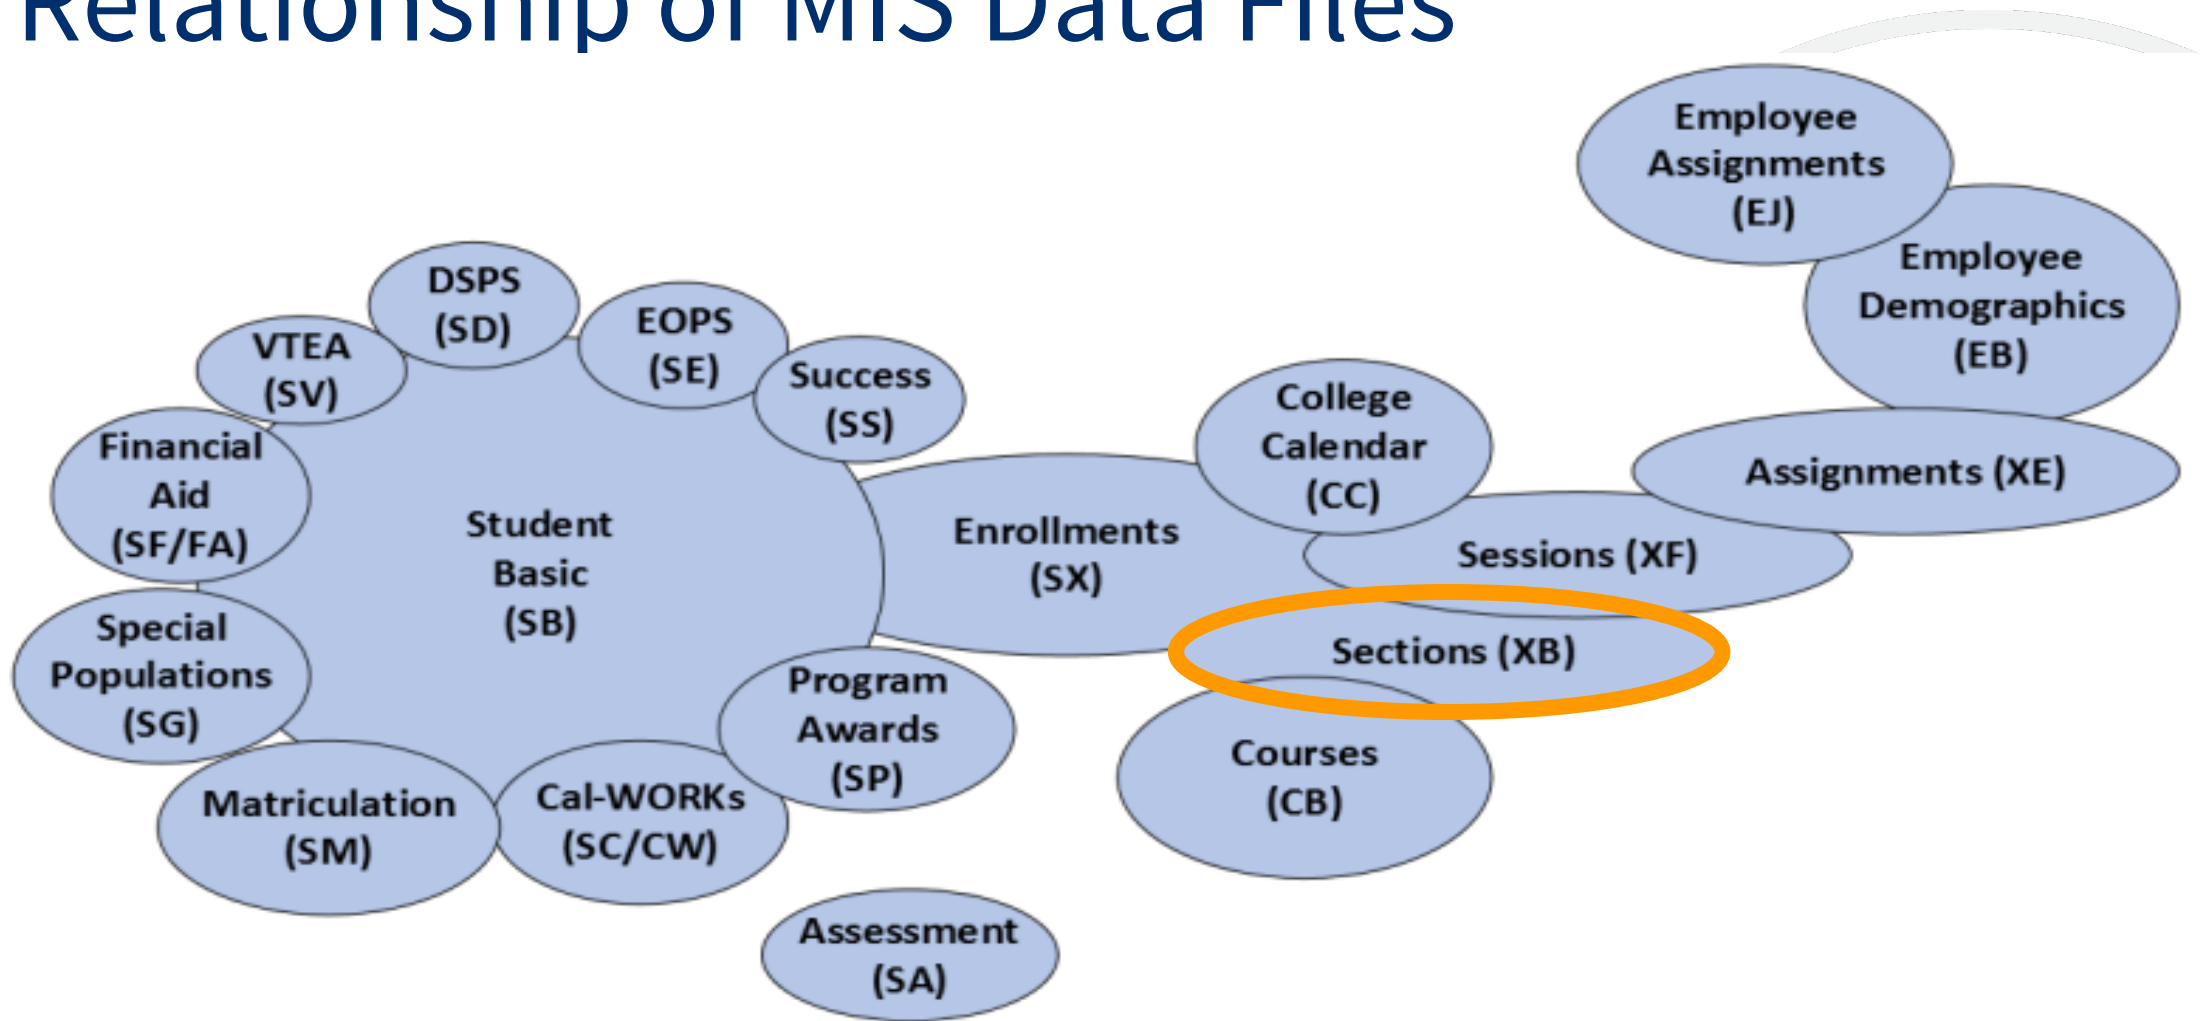 Relationship of MIS Data Files
Employee
Assignments
(EJ)
Employee
Demographics
(EB)
DSPS
(SD)
EOPS
(SE)
VTEA
(SV)
Success
(SS)
College
Calendar
(CC)
Financial
Aid
(SF/FA)
Assignments (XE)
Student
Basic
(SB)
Enrollments
(SX)
Sessions (XF)
Special
Populations
(SG)
Sections (XB)
Program
Awards
(SP)
Courses
(CB)
Matriculation
(SM)
Cal-WORKs
(SC/CW)
Assessment
(SA)